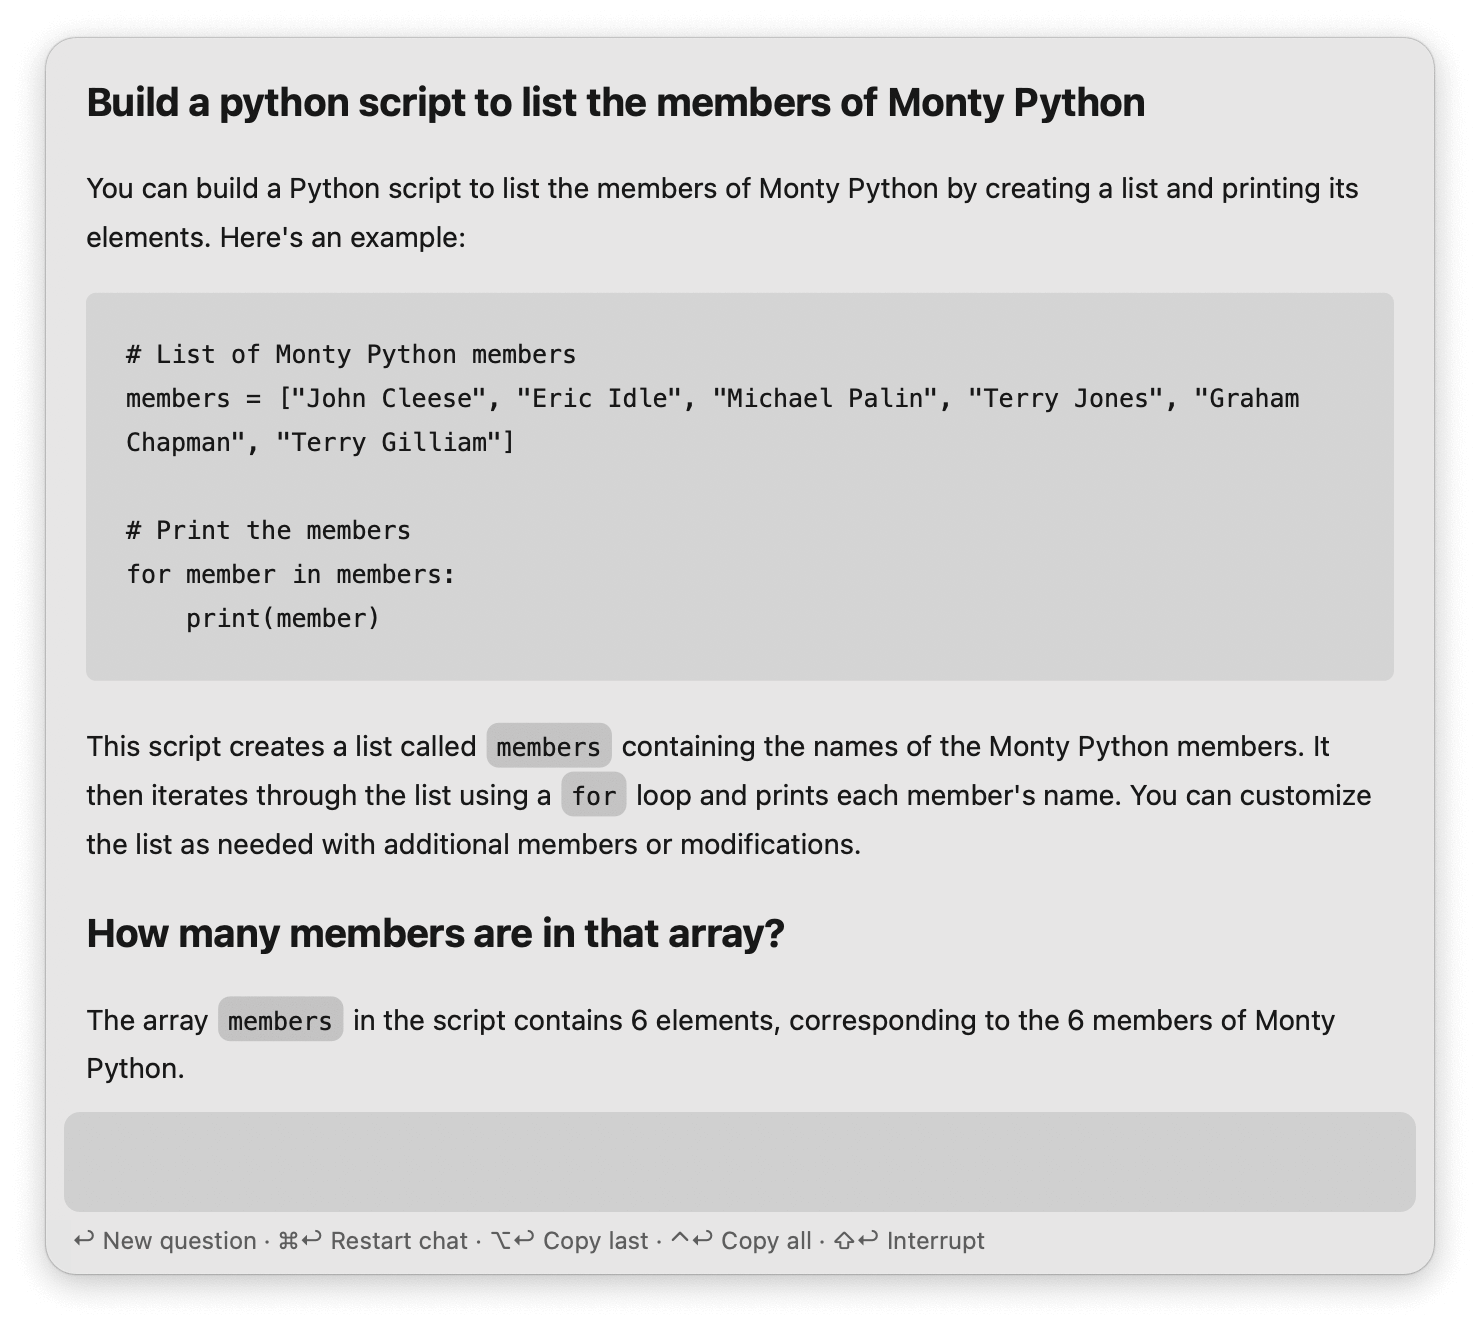 Build a python script to list the members of Monty Python
You can build a Python script to list the members of Monty Python by creating a list and printing its
elements. Here's an example:
# List of Monty Python members
members = ["John Cleese", "Eric Idle", "Michael Palin", "Terry Jones", "Graham
Chapman", "Terry Gilliam"]
# Print the members
for member in members:
    print(member)
This script creates a list called members containing the names of the Monty Python members. It
then iterates through the list using a for loop and prints each member's name. You can customize
the list as needed with additional members or modifications.
How many members are in that array?
The array members in the script contains 6 elements, corresponding to the 6 members of Monty
Python.
↩ New question · ⌘↩ Restart chat · ⌥↩ Copy last · ^↩ Copy all · ⇧↩ Interrupt